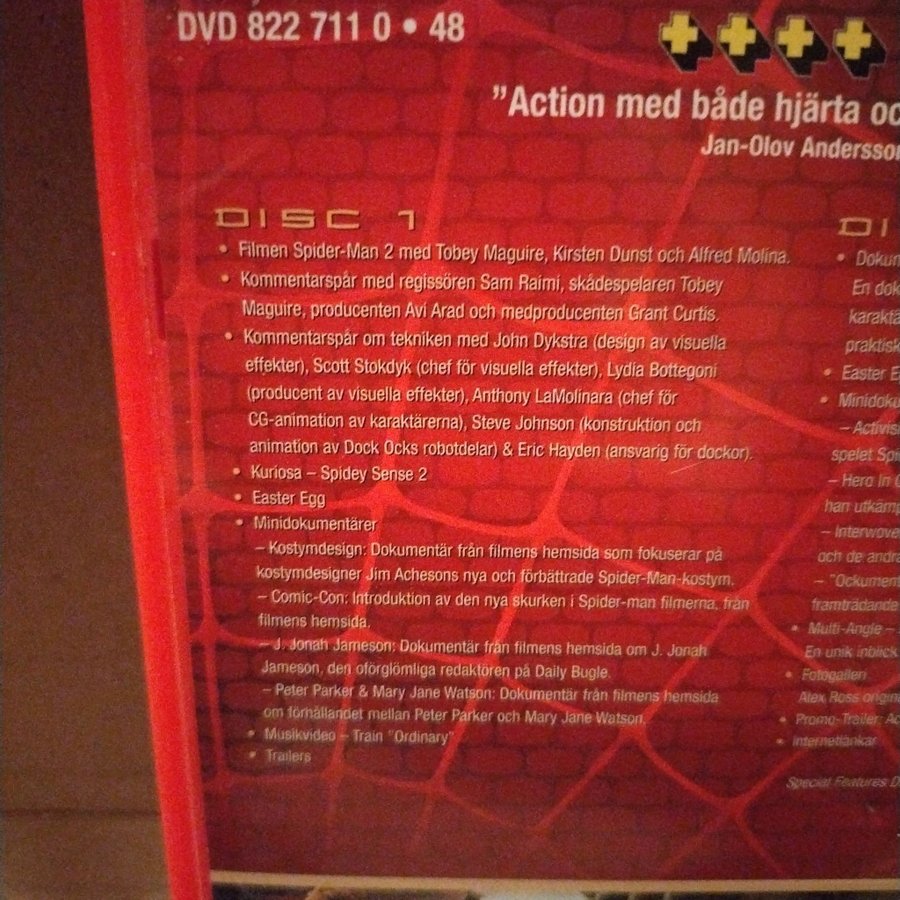 DVD 822 711 0 • 48
”Action med både hjärta oc
Jan-Olov Andersson
DISC 1
• Filmen Spider-Man 2 med Tobey Maguire, Kirsten Dunst och Alfred Molina.
• Kommentarspår med regissören Sam Raimi, skådespelaren Tobey
Maguire, producenten Avi Arad och medproducenten Grant Curtis.
• Kommentarspår om tekniken med John Dykstra (design av visuella
effekter), Scott Stokdyk (chef för visuella effekter), Lydia Bottegoni
(producent av visuella effekter), Anthony LaMolinara (chef för
CG-animation av karaktärerna), Steve Johnson (konstruktion och
animation av Dock Ocks robotdelar) & Eric Hayden (ansvarig för dockor).
• Kuriosa – Spidey Sense 2
• Easter Egg
• Minidokumentärer
– Kostymdesign: Dokumentär från filmens hemsida som fokuserar på
kostymdesigner Jim Achesons nya och förbättrade Spider-Man-kostym.
– Comic-Con: Introduktion av den nya skurken i Spider-man filmerna, från
filmens hemsida.
– J. Jonah Jameson: Dokumentär från filmens hemsida om J. Jonah
Jameson, den oförglömliga redaktören på Daily Bugle.
– Peter Parker & Mary Jane Watson: Dokumentär från filmens hemsida
om förhållandet mellan Peter Parker och Mary Jane Watson.
• Musikvideo – Train "Ordinary"
• Trailers
DI
• Dokun
En dok
karaktä
praktisk
• Easter E
• Minidoku
– Activisi
spelet Spi
– Hero In C
han utkämp
– Interwove
och de andra
– "Ockument
framträdande
• Multi-Angle –
En unik inblick
• Fotogalleri
Alex Ross origin
• Promo-Trailer: Ac
• Internetlänkar
Special Features D